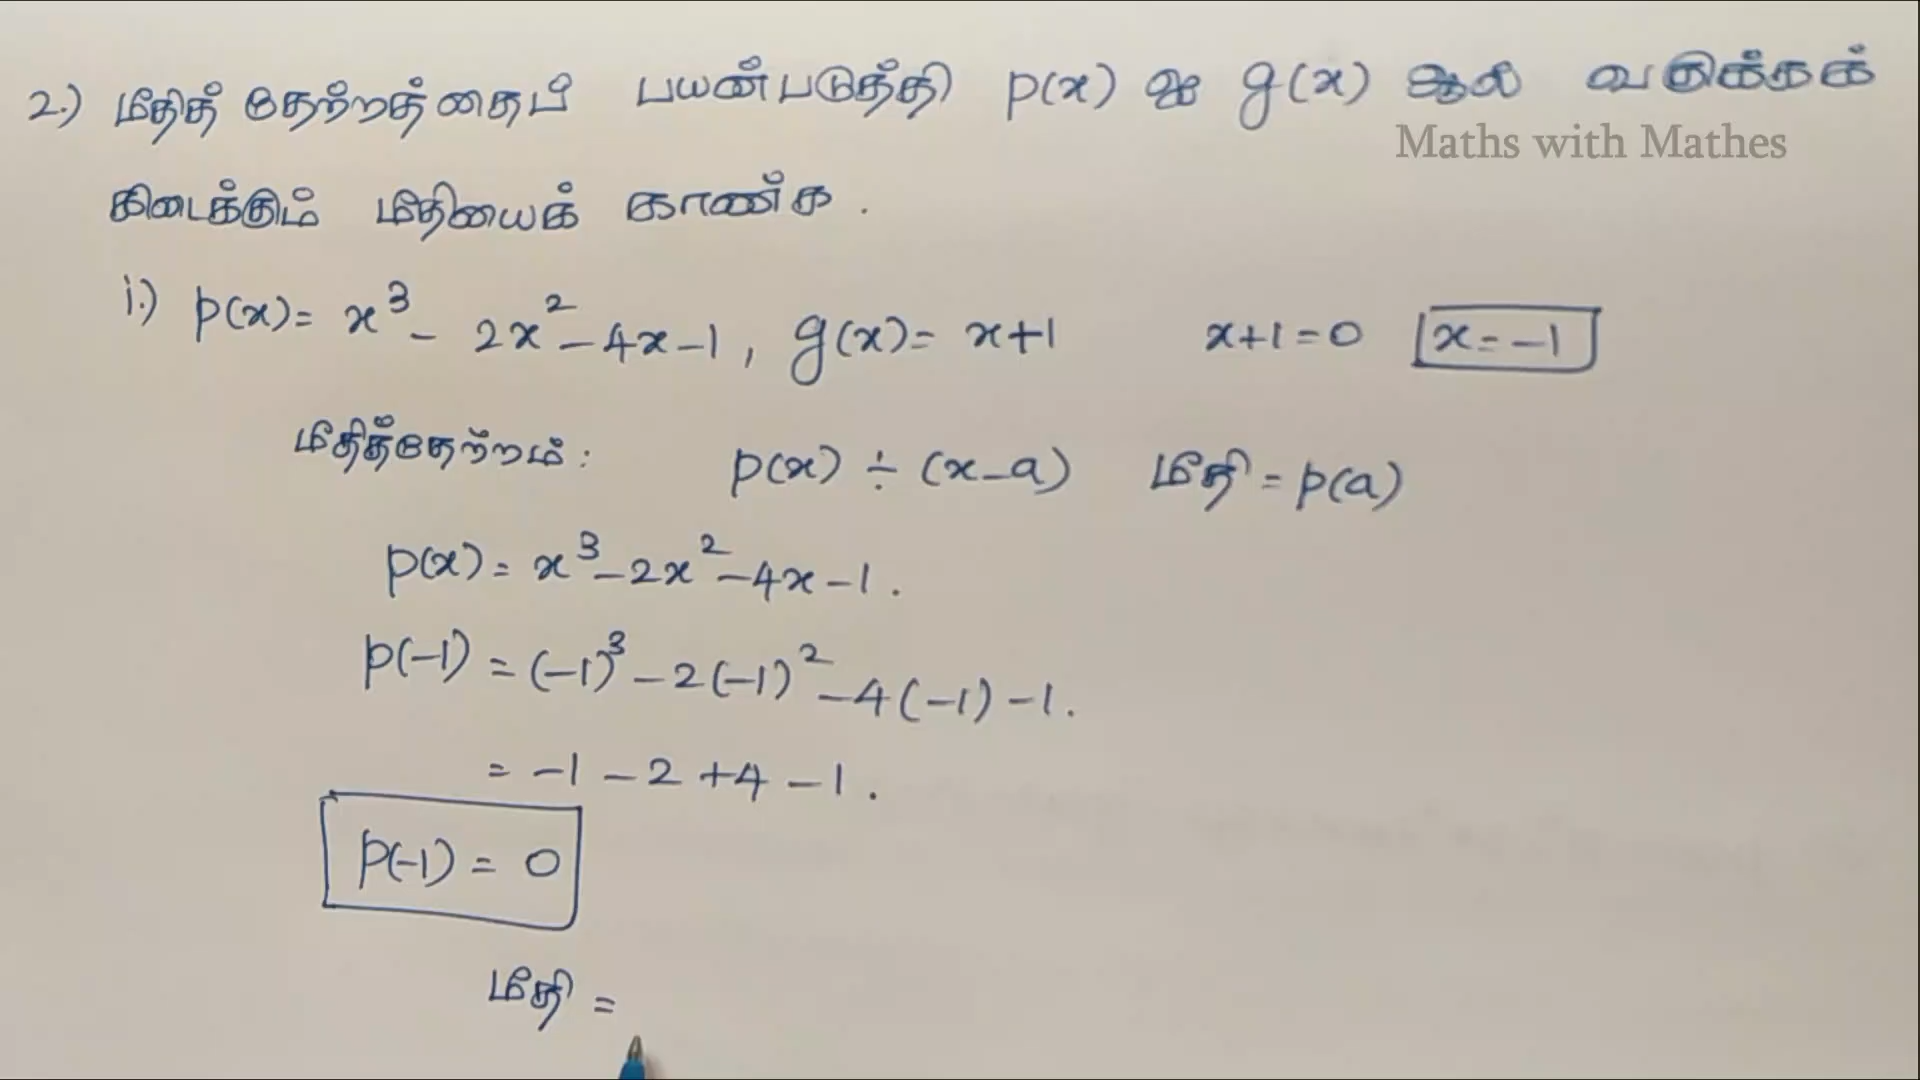 2.) மீதித் தேற்றத்தைப் பயன்படுத்தி p(x) ஐ g(x) ஆல் வகுக்கக்
Maths with Mathes
கிடைக்கும் மீதியைக் காண்க.
i.) p(x) = x³ - 2x² - 4x - 1, g(x) = x+1 x+1=0 x=-1
மீதித்தேற்றம்: p(x) ÷ (x-a) மீதி = p(a)
p(x) = x³ - 2x² - 4x - 1.
p(-1) = (-1)³ - 2(-1)² - 4(-1) - 1.
= -1 - 2 + 4 - 1.
p(-1) = 0
மீதி =